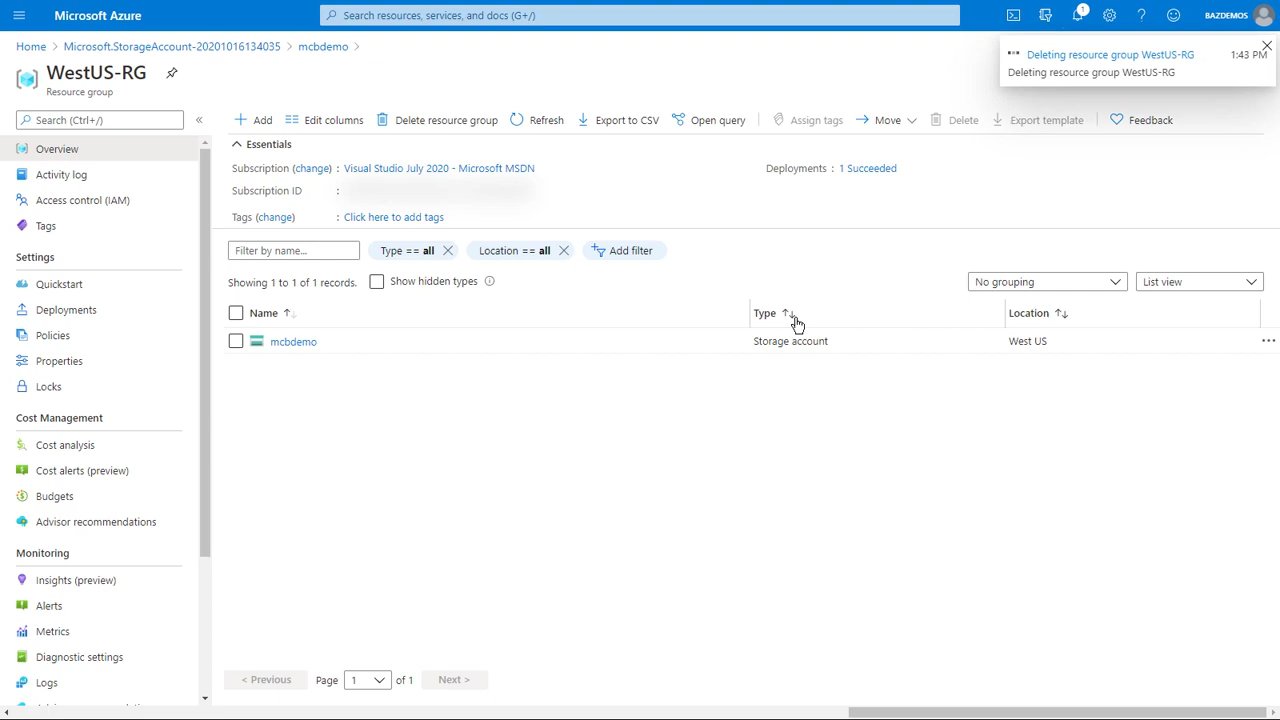 Microsoft Azure
Search resources, services, and docs (G+/)
1
BAZDEMOS
Home > Microsoft.StorageAccount-20201016134035 > mcbdemo >
WestUS-RG
Resource group
Deleting resource group WestUS-RG 1:43 PM
Deleting resource group WestUS-RG
Search (Ctrl+/) «
Add Edit columns Delete resource group Refresh Export to CSV Open query Assign tags Move Delete Export template Feedback
Overview
Activity log
Access control (IAM)
Tags
Settings
Quickstart
Deployments
Policies
Properties
Locks
Cost Management
Cost analysis
Cost alerts (preview)
Budgets
Advisor recommendations
Monitoring
Insights (preview)
Alerts
Metrics
Diagnostic settings
Logs
Essentials
Subscription (change) : Visual Studio July 2020 - Microsoft MSDN Deployments : 1 Succeeded
Subscription ID :
Tags (change) : Click here to add tags
Filter by name... Type == all Location == all Add filter
Showing 1 to 1 of 1 records. Show hidden types No grouping List view
Name Type Location
mcbdemo Storage account West US
< Previous Page 1 of 1 Next >